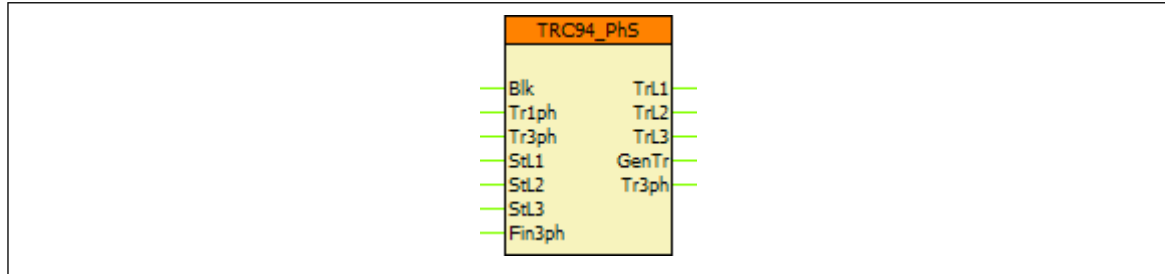 TRC94_PhS
Blk TrL1
Tr1ph TrL2
Tr3ph TrL3
StL1 GenTr
StL2 Tr3ph
StL3
Fin3ph